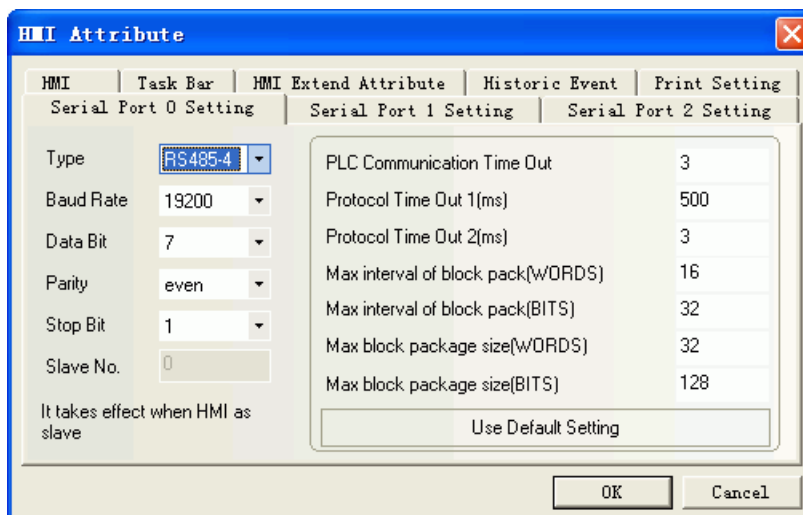 HMI Attribute
HMI Task Bar HMI Extend Attribute Historic Event Print Setting
Serial Port 0 Setting Serial Port 1 Setting Serial Port 2 Setting
Type RS485-4
Baud Rate 19200
Data Bit 7
Parity even
Stop Bit 1
Slave No. 0
It takes effect when HMI as
slave
PLC Communication Time Out 3
Protocol Time Out 1(ms) 500
Protocol Time Out 2(ms) 3
Max interval of block pack(WORDS) 16
Max interval of block pack(BITS) 32
Max block package size(WORDS) 32
Max block package size(BITS) 128
Use Default Setting
OK Cancel